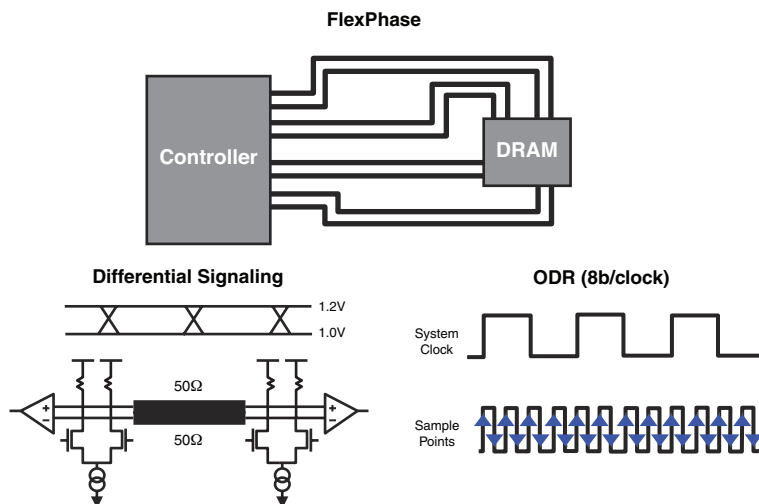 FlexPhase
Controller
DRAM
Differential Signaling
1.2V
1.0V
50Ω
+
−
+
−
50Ω
ODR (8b/clock)
System
Clock
Sample
Points